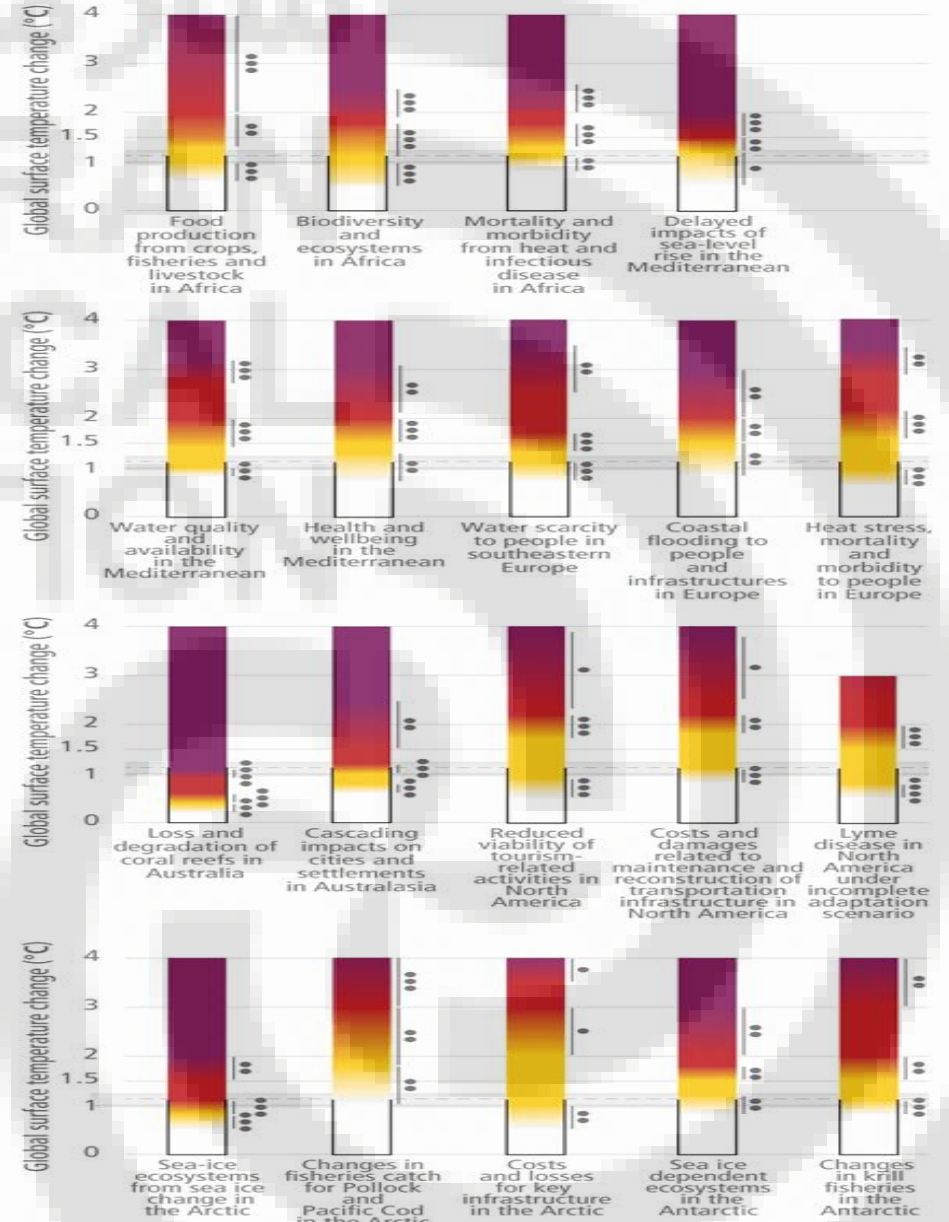 Global surface temperature change (°C)
4
3
2
1.5
1
0
Food
production
from crops,
fisheries and
livestock
in Africa
Biodiversity
and
ecosystems
in Africa
Mortality and
morbidity
from heat and
infectious
disease
in Africa
Delayed
impacts of
sea-level
rise in the
Mediterranean
Global surface temperature change (°C)
4
3
2
1.5
1
0
Water quality
and
availability
in the
Mediterranean
Health and
wellbeing
in the
Mediterranean
Water scarcity
to people in
southeastern
Europe
Coastal
flooding to
people
and
infrastructures
in Europe
Heat stress,
mortality
and
morbidity
to people
in Europe
Global surface temperature change (°C)
4
3
2
1.5
1
0
Loss and
degradation of
coral reefs in
Australia
Cascading
impacts on
cities and
settlements
in Australasia
Reduced
viability of
tourism-
related
activities in
North
America
Costs and
damages
related to
maintenance and
reconstruction of
transportation
infrastructure in
North America
Lyme
disease in
North
America
under
incomplete
adaptation
scenario
Global surface temperature change (°C)
4
3
2
1.5
1
0
Sea-ice
ecosystems
from sea ice
change in
the Arctic
Changes in
fisheries catch
for Pollock
and
Pacific Cod
in the Arctic
Costs
and losses
for key
infrastructure
in the Arctic
Sea ice
dependent
ecosystems
in the
Antarctic
Changes
in krill
fisheries
in the
Antarctic